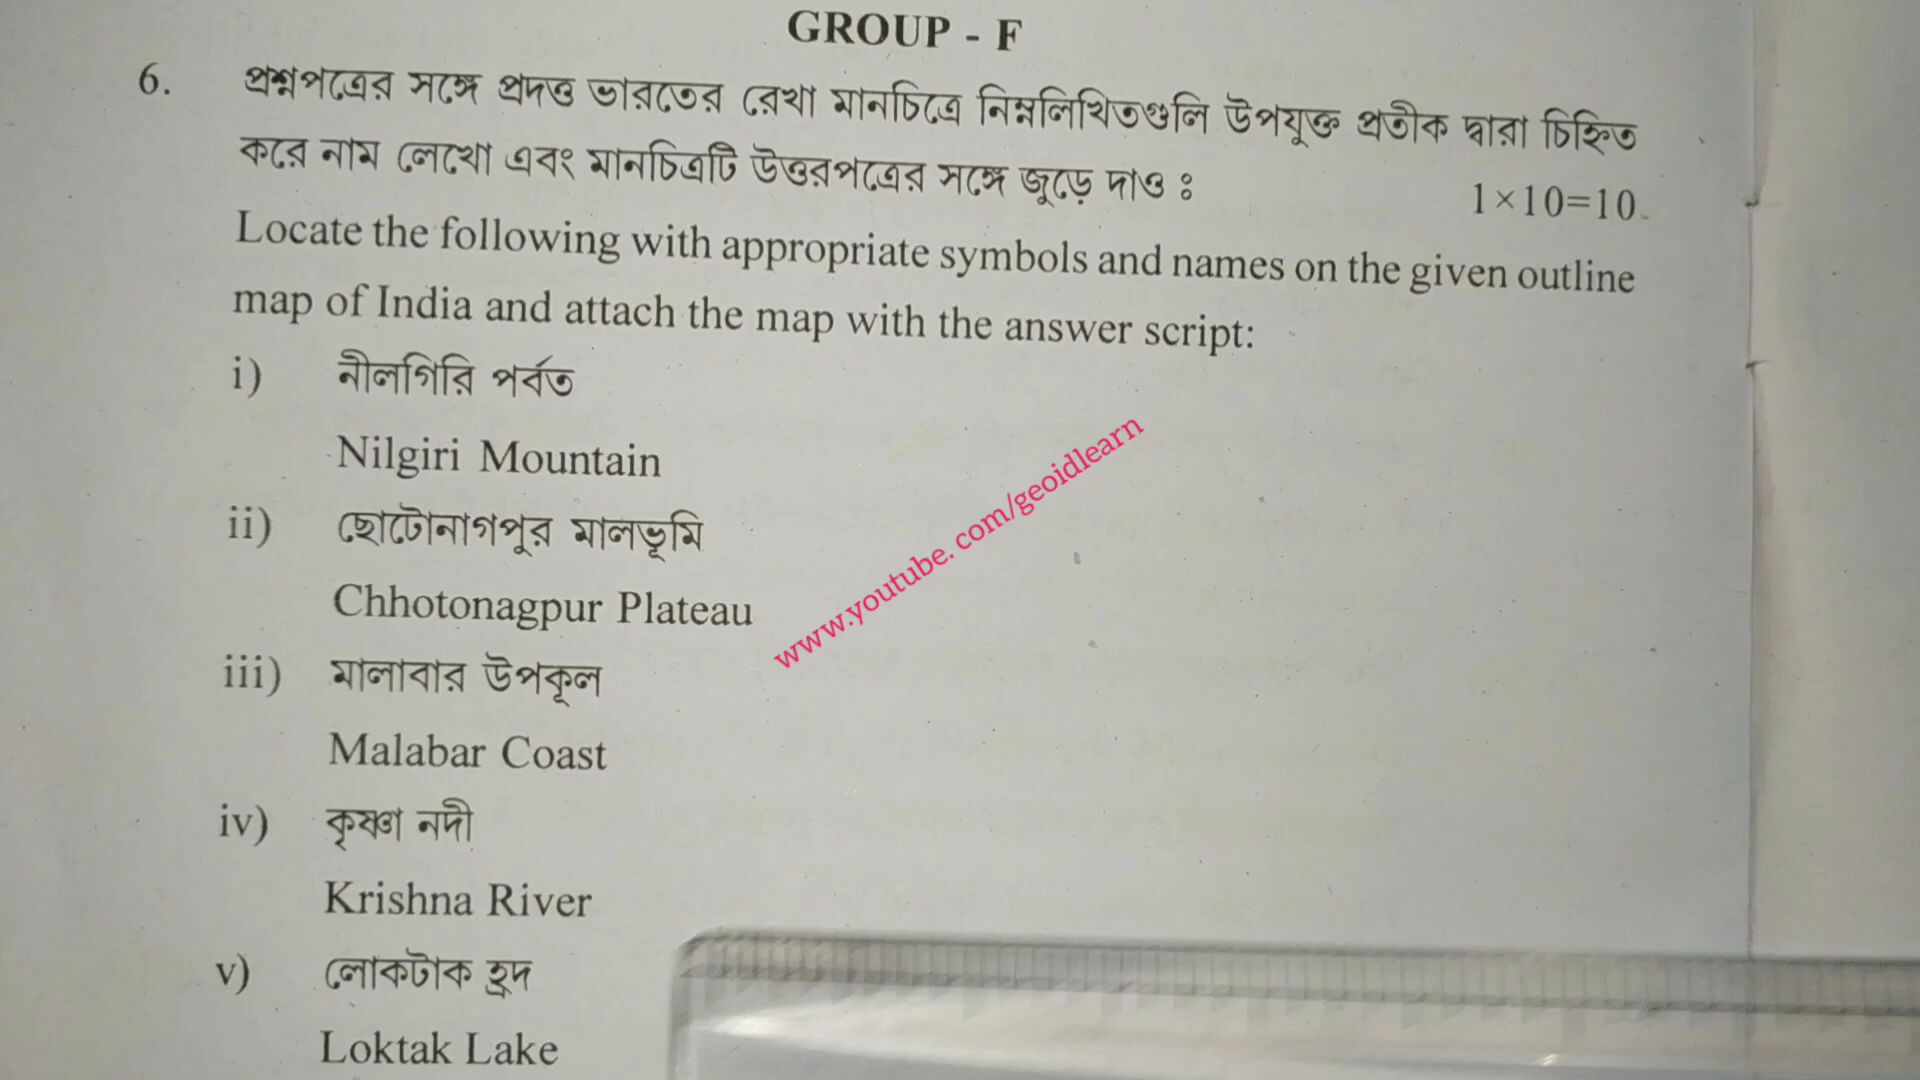 GROUP - F
6. প্রশ্নপত্রের সঙ্গে প্রদত্ত ভারতের রেখা মানচিত্রে নিম্নলিখিতগুলি উপযুক্ত প্রতীক দ্বারা চিহ্নিত
করে নাম লেখো এবং মানচিত্রটি উত্তরপত্রের সঙ্গে জুড়ে দাও ঃ 1×10=10
Locate the following with appropriate symbols and names on the given outline
map of India and attach the map with the answer script:
i) নীলগিরি পর্বত
Nilgiri Mountain
ii) ছোটোনাগপুর মালভূমি
Chhotonagpur Plateau
iii) মালাবার উপকূল
Malabar Coast
iv) কৃষ্ণা নদী
Krishna River
v) লোকটাক হ্রদ
Loktak Lake
www.youtube. com/geoidlearn